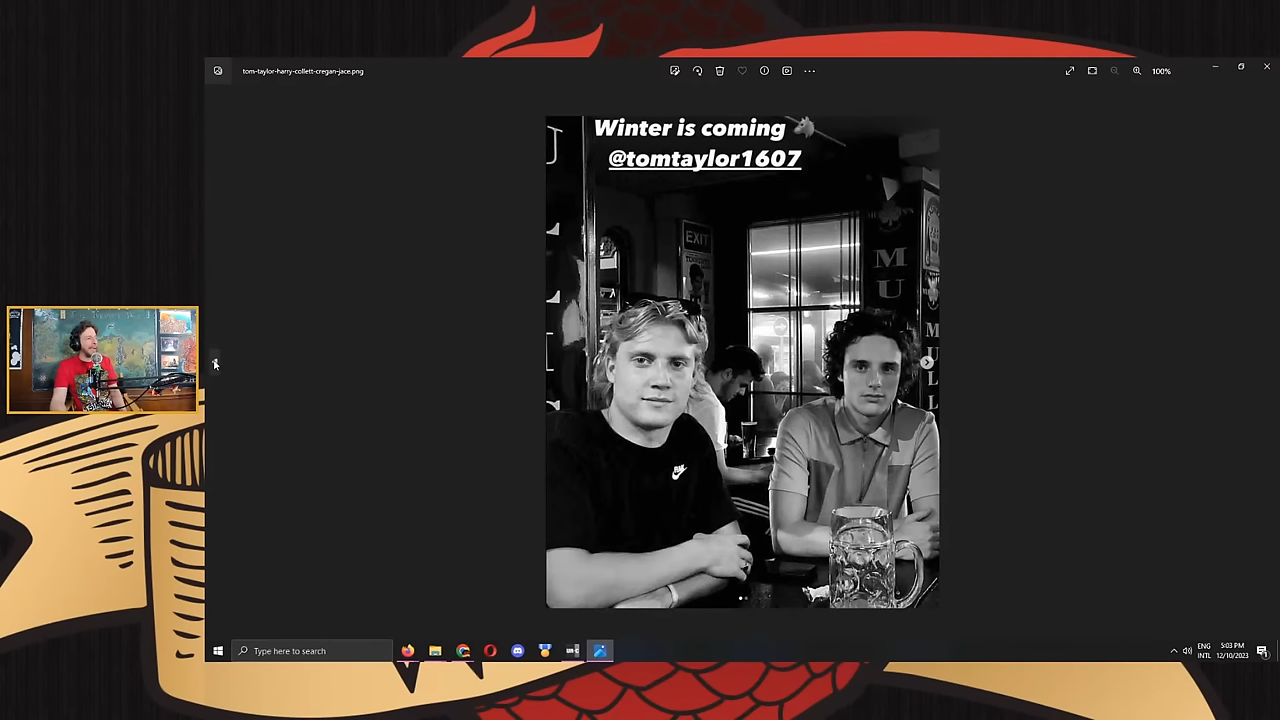 tom-taylor-harry-collett-cregan-jace.png
100%
Winter is coming
@tomtaylor1607
EXIT
TENNENT'S
M
U
M
U
L
L
Type here to search
ENG
INTL
5:03 PM
12/10/2023